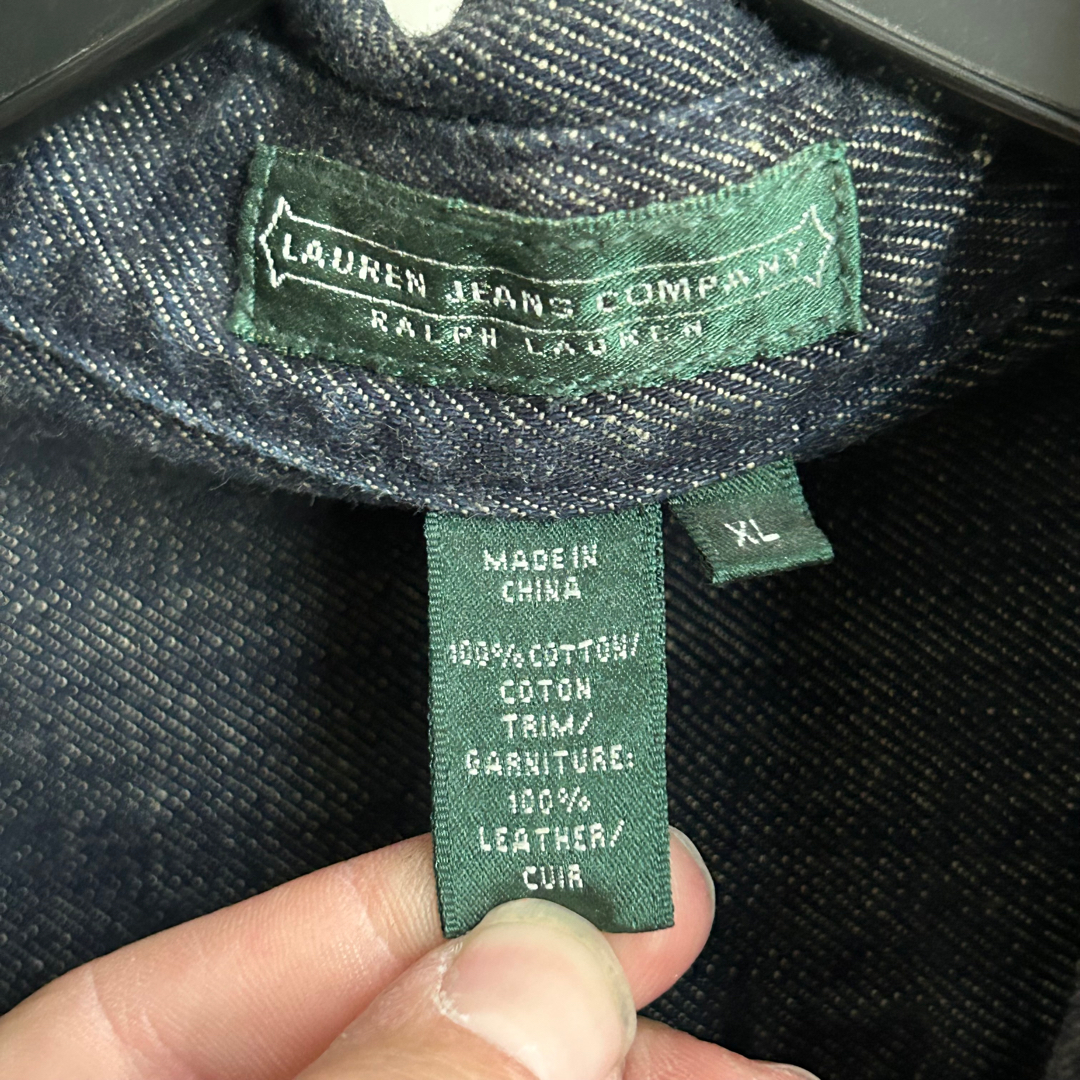 LAUREN JEANS COMPANY
RALPH LAUREN
XL
MADE IN
CHINA
100% COTTON/
COTON
TRIM/
GARNITURE:
100%
LEATHER/
CUIR